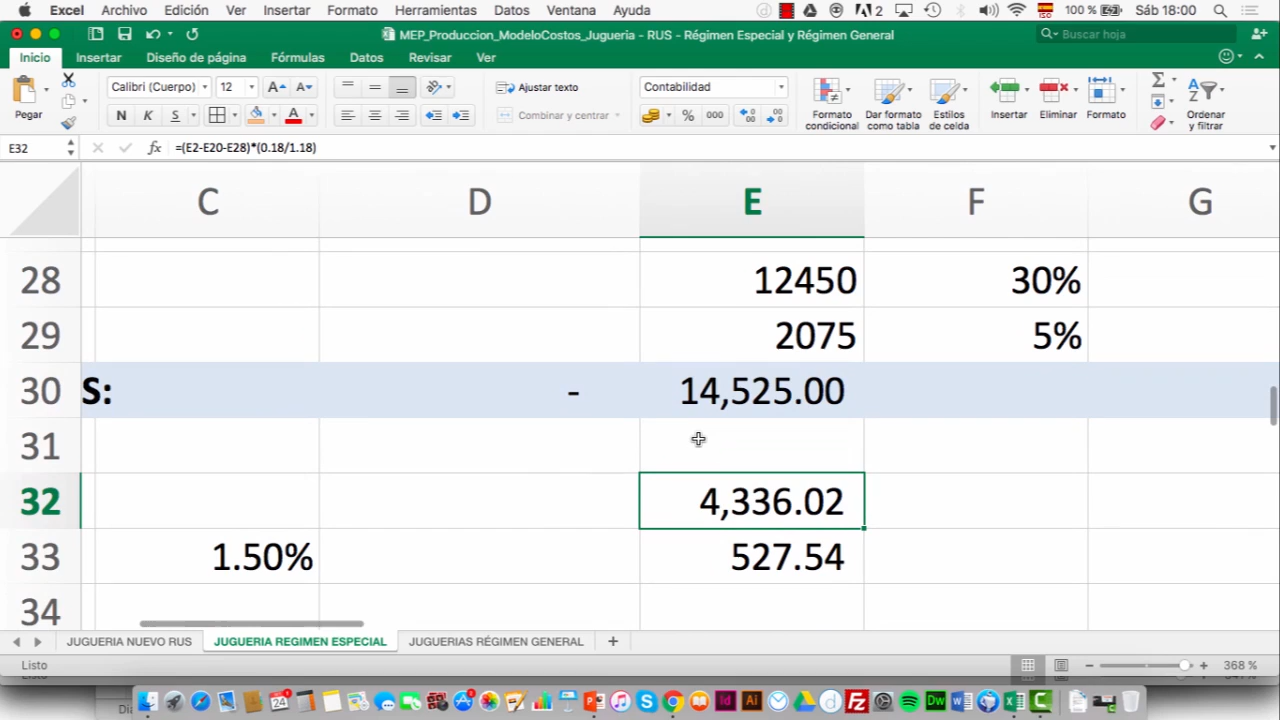 Excel Archivo Edición Ver Insertar Formato Herramientas Datos Ventana Ayuda 2 ISO 100 % Sáb 18:00
MEP_Produccion_ModeloCostos_Jugueria - RUS - Régimen Especial y Régimen General
Buscar hoja
Inicio Insertar Diseño de página Fórmulas Datos Revisar Ver
Calibri (Cuerpo) 12 A A Ajustar texto Contabilidad
Pegar N K S A Combinar y centrar % 000
Formato condicional Dar formato como tabla Estilos de celda Insertar Eliminar Formato Ordenar y filtrar
E32 fx =(E2-E20-E28)*(0.18/1.18)
C D E F G
28 12450 30%
29 2075 5%
30 S: - 14,525.00
31
32 4,336.02
33 1.50% 527.54
34
JUGUERIA NUEVO RUS JUGUERIA REGIMEN ESPECIAL JUGUERIAS RÉGIMEN GENERAL +
Listo 368 %